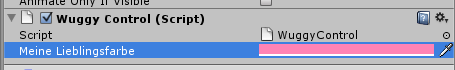 Animate Only If Visible
Wuggy Control (Script)
Script WuggyControl
Meine Lieblingsfarbe